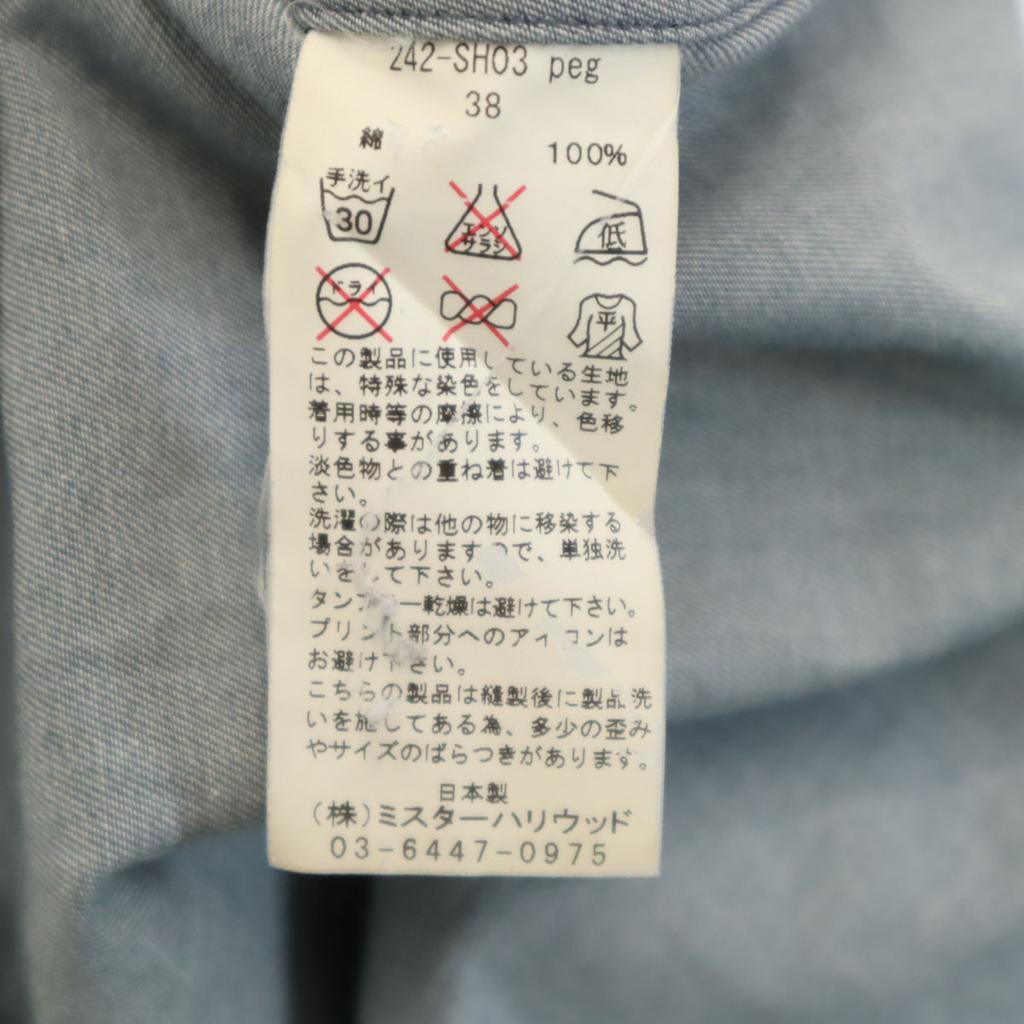 242-SH03 peg
38
綿 100%
手洗イ
30
エンソ
サラシ
低
ドライ
平
この製品に使用している生地
は、特殊な染色をしています。
着用時等の摩擦により、色移
りする事があります。
淡色物との重ね着は避けて下
さい。
洗濯の際は他の物に移染する
場合がありますので、単独洗
いをして下さい。
タンブラー乾燥は避けて下さい。
プリント部分へのアイロンは
お避け下さい。
こちらの製品は縫製後に製品洗
いを施してある為、多少の歪み
やサイズのばらつきがあります。
日本製
(株)ミスターハリウッド
03-6447-0975